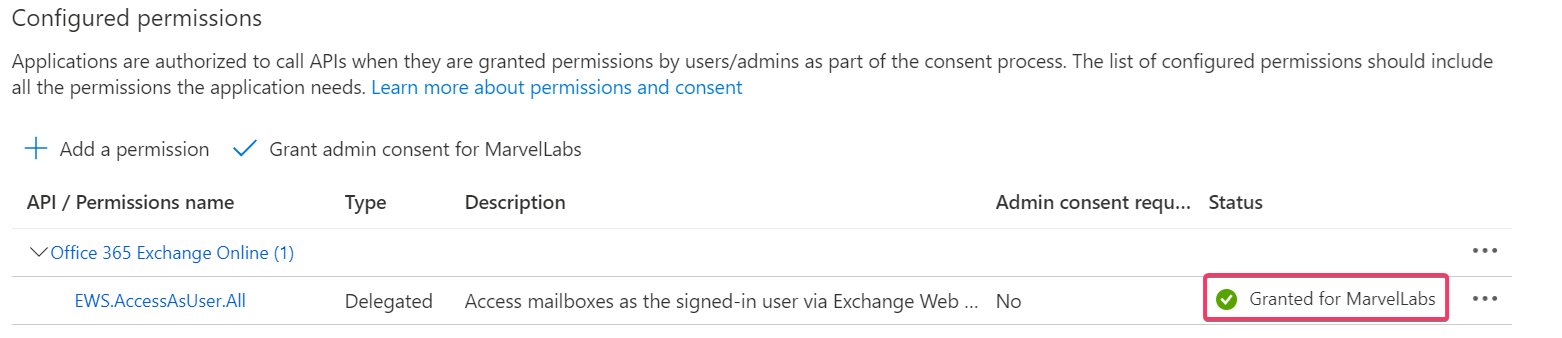 Configured permissions
Applications are authorized to call APIs when they are granted permissions by users/admins as part of the consent process. The list of configured permissions should include
all the permissions the application needs. Learn more about permissions and consent
Add a permission Grant admin consent for MarvelLabs
API / Permissions name Type Description Admin consent requ... Status
Office 365 Exchange Online (1) ...
EWS.AccessAsUser.All Delegated Access mailboxes as the signed-in user via Exchange Web ... No Granted for MarvelLabs ...